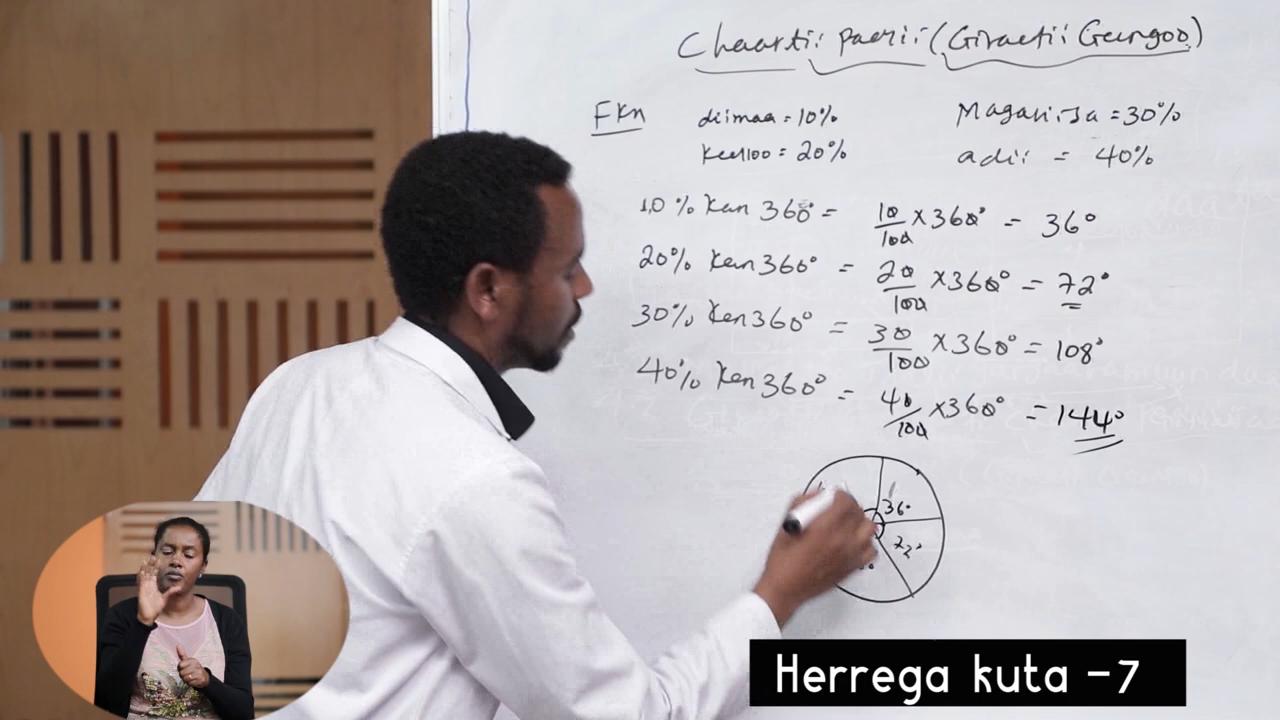 Chaartii paarii (Giraafii Geengoo)
Fkn diimaa = 10% Magariisa = 30%
keelloo = 20% adii = 40%
10% kan 360° = 10/100 × 360° = 36°
20% kan 360° = 20/100 × 360° = 72°
30% kan 360° = 30/100 × 360° = 108°
40% kan 360° = 40/100 × 360° = 144°
36°
72°
Herrega kuta -7